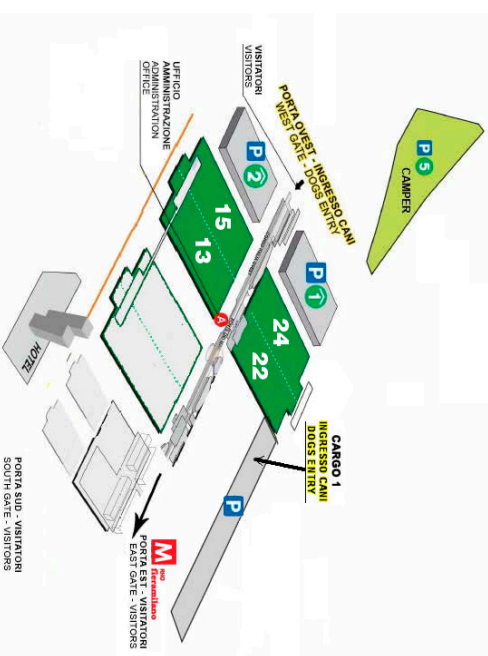 VISITATORI
VISITORS
PORTA OVEST - INGRESSO CANI
WEST GATE - DOGS ENTRY
P 5
CAMPER
UFFICIO
AMMINISTRAZIONE
ADMINISTRATION
OFFICE
P 2
P 1
15
13
24
22
A
HOTEL
CARGO 1
INGRESSO CANI
DOGS ENTRY
P
M RHO
fieramilano
PORTA EST - VISITATORI
EAST GATE - VISITORS
PORTA SUD - VISITATORI
SOUTH GATE - VISITORS